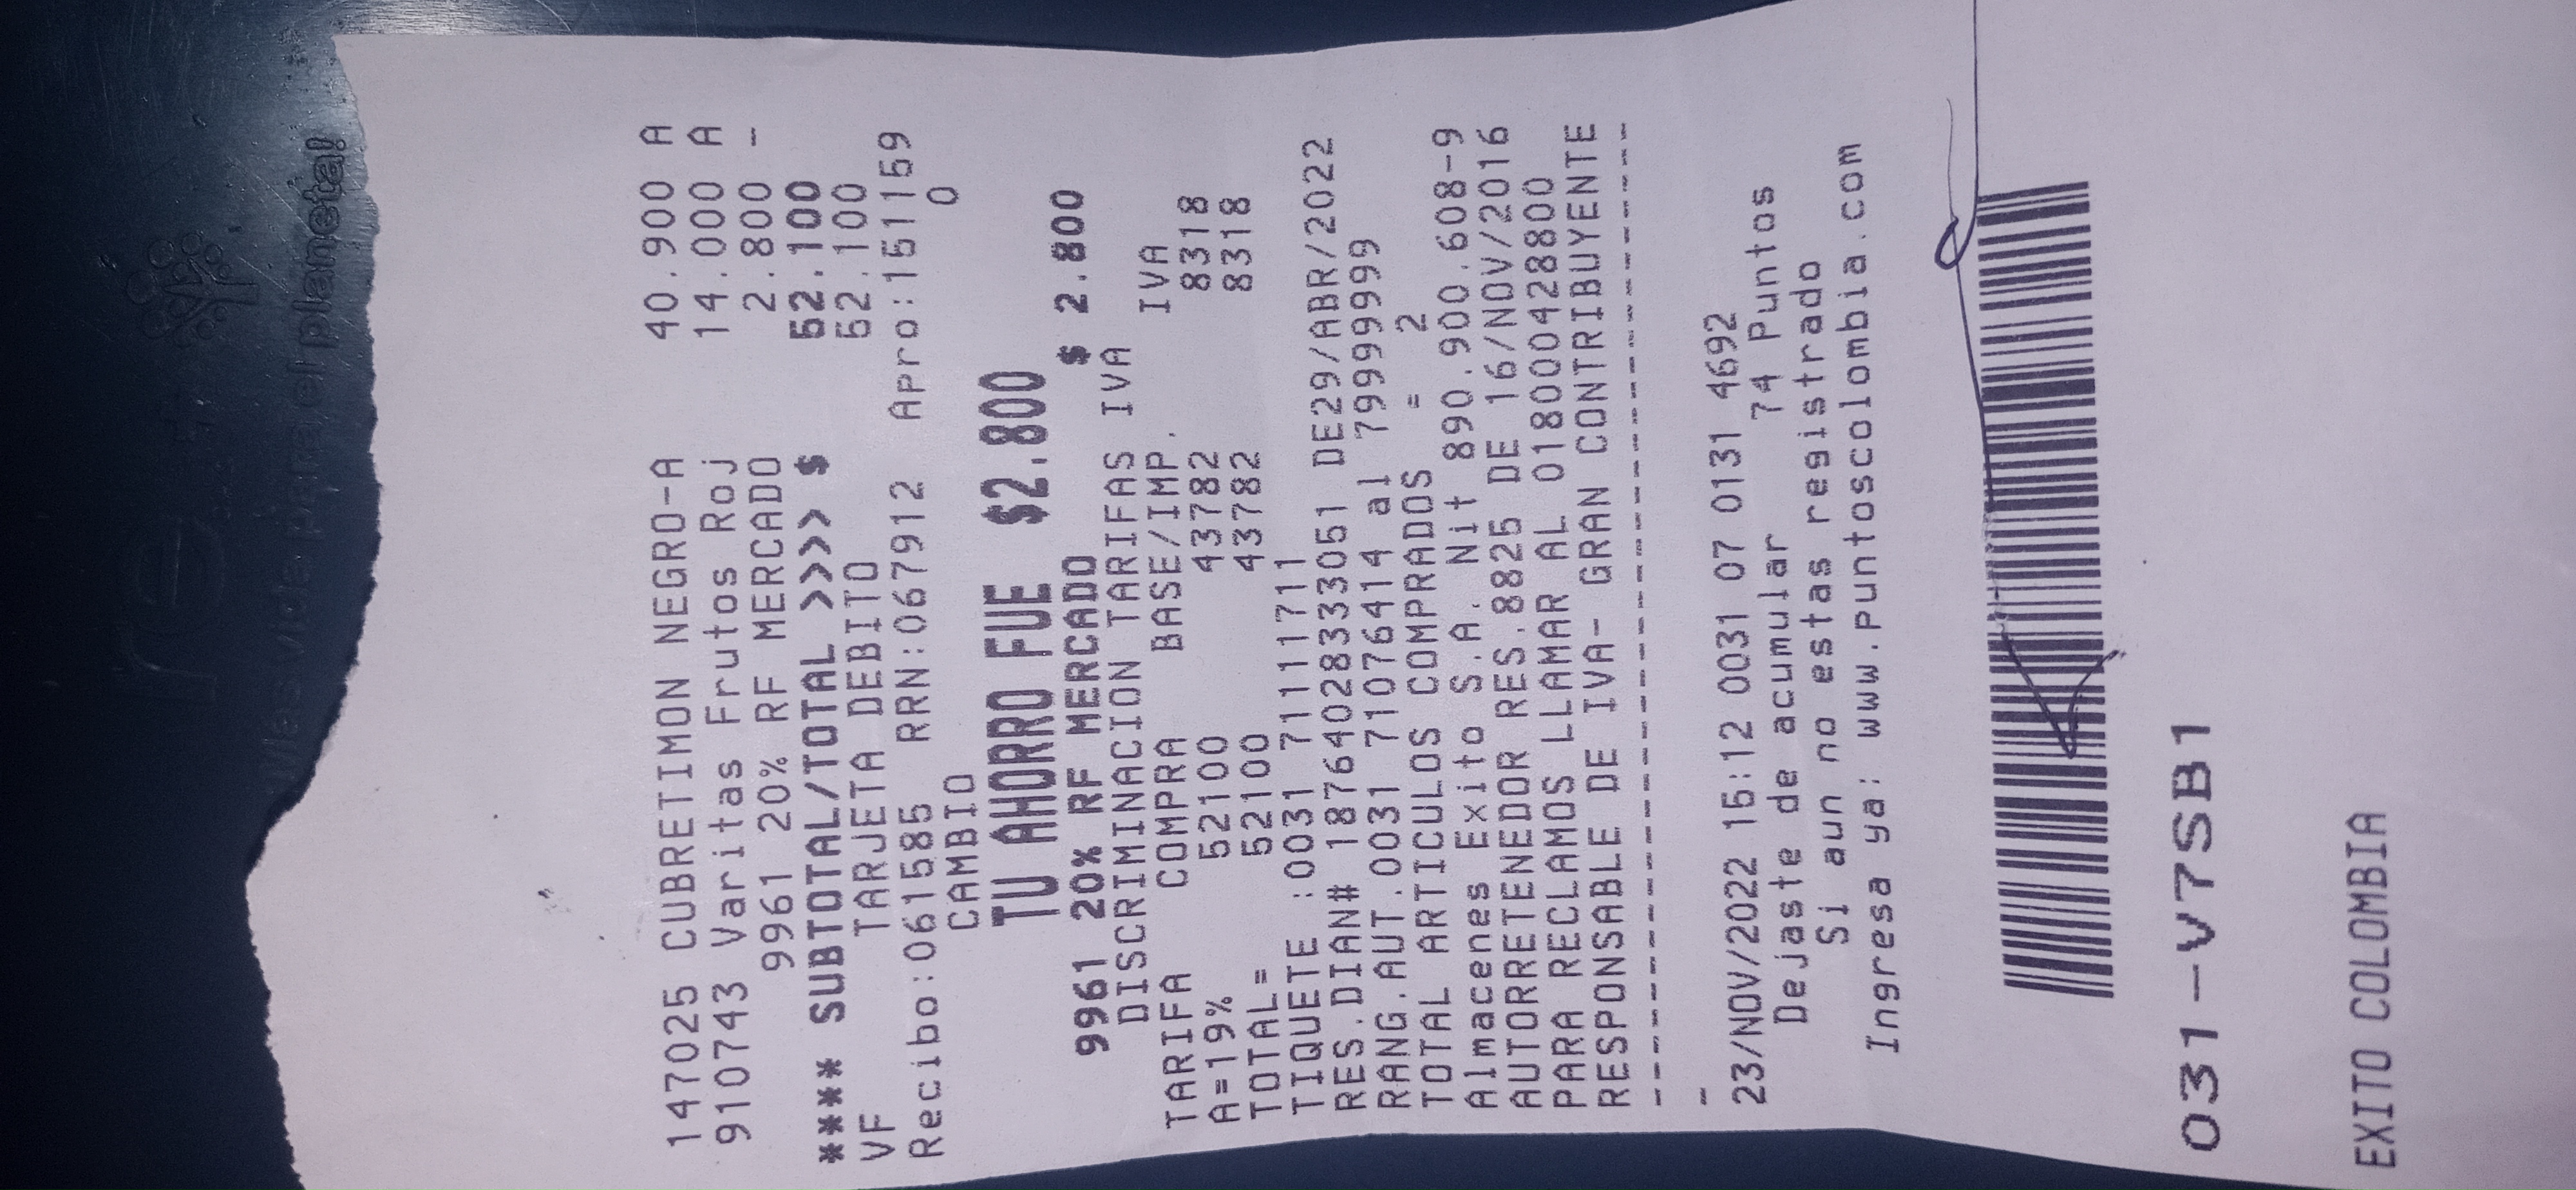 re
Más vida para el planeta!
147025 CUBRETIMON NEGRO-A 40.900 A
910743 Varitas Frutos Roj 14.000 A
9961 20% RF MERCADO 2.800 -
**** SUBTOTAL/TOTAL >>>> $ 52.100
VF TARJETA DEBITO 52.100
Recibo:061585 RRN:067912 Apro:151159
CAMBIO 0
TU AHORRO FUE $2.800
9961 20% RF MERCADO $ 2.800
DISCRIMINACION TARIFAS IVA
TARIFA COMPRA BASE/IMP. IVA
A=19% 52100 43782 8318
TOTAL= 52100 43782 8318
TIQUETE :0031 71111711
RES.DIAN# 18764028333051 DE29/ABR/2022
RANG.AUT.0031 71076414 al 79999999
TOTAL ARTICULOS COMPRADOS = 2
Almacenes Exito S.A. Nit 890.900.608-9
AUTORRETENEDOR RES.8825 DE 16/NOV/2016
PARA RECLAMOS LLAMAR AL 018000428800
RESPONSABLE DE IVA- GRAN CONTRIBUYENTE
----------------------------------------
-
23/NOV/2022 15:12 0031 07 0131 4692
Dejaste de acumular 74 Puntos
Si aun no estas registrado
Ingresa ya: www.puntoscolombia.com
031-V7SB1
EXITO COLOMBIA